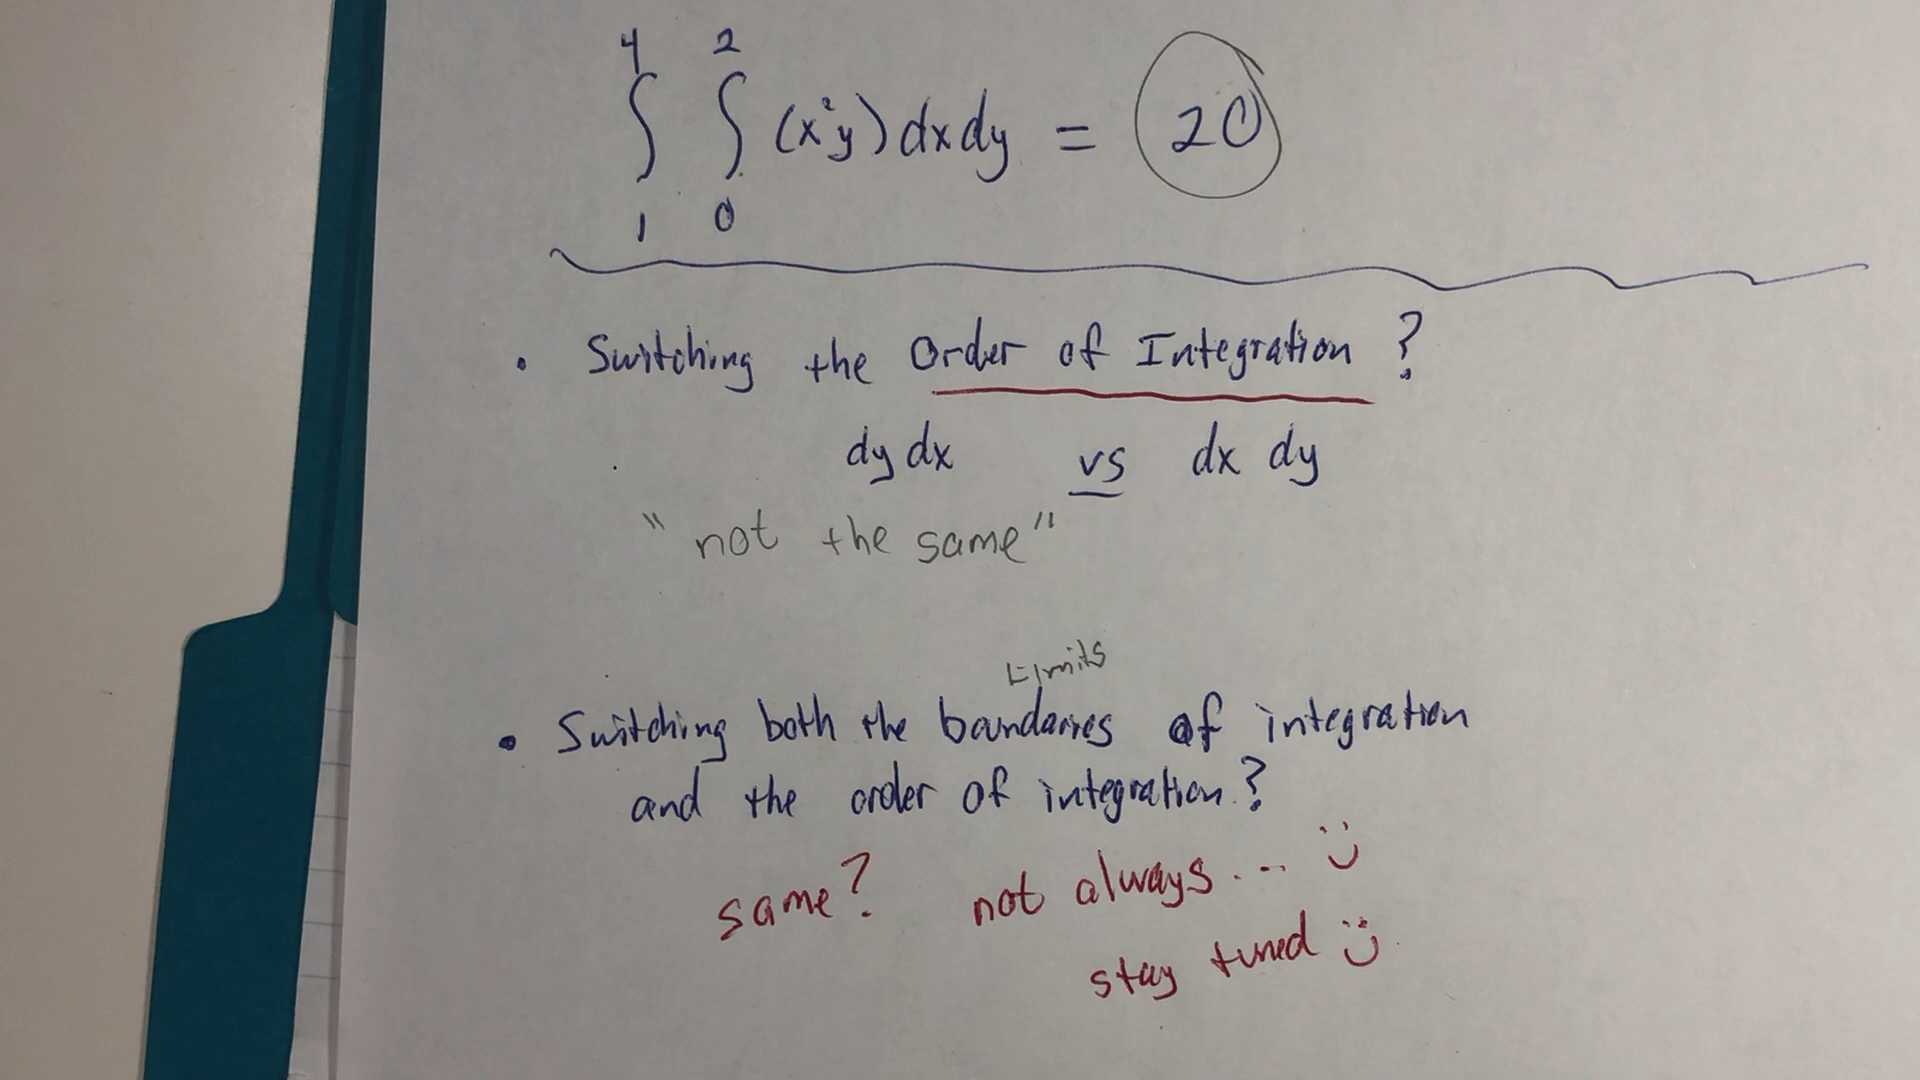 4 2
∫ ∫ (x²y) dx dy = 20
1 0
• Switching the Order of Integration ?
dy dx vs dx dy
"not the same"
Limits
• Switching both the bandarres of integration
and the order of integration.?
same? not always... :)
stay tuned :)